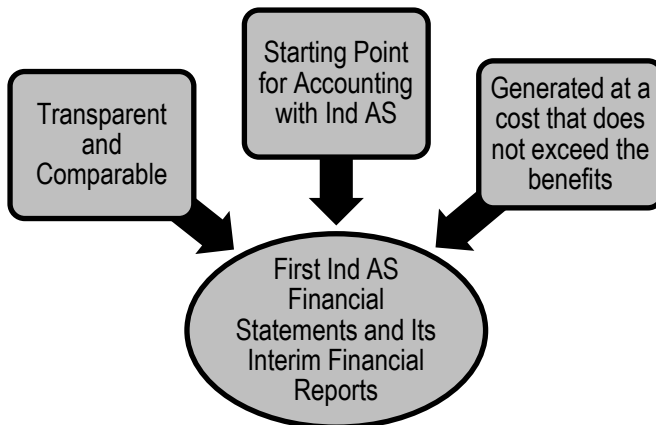 Transparent
and
Comparable
Starting Point
for Accounting
with Ind AS
Generated at a
cost that does
not exceed the
benefits
First Ind AS
Financial
Statements and Its
Interim Financial
Reports